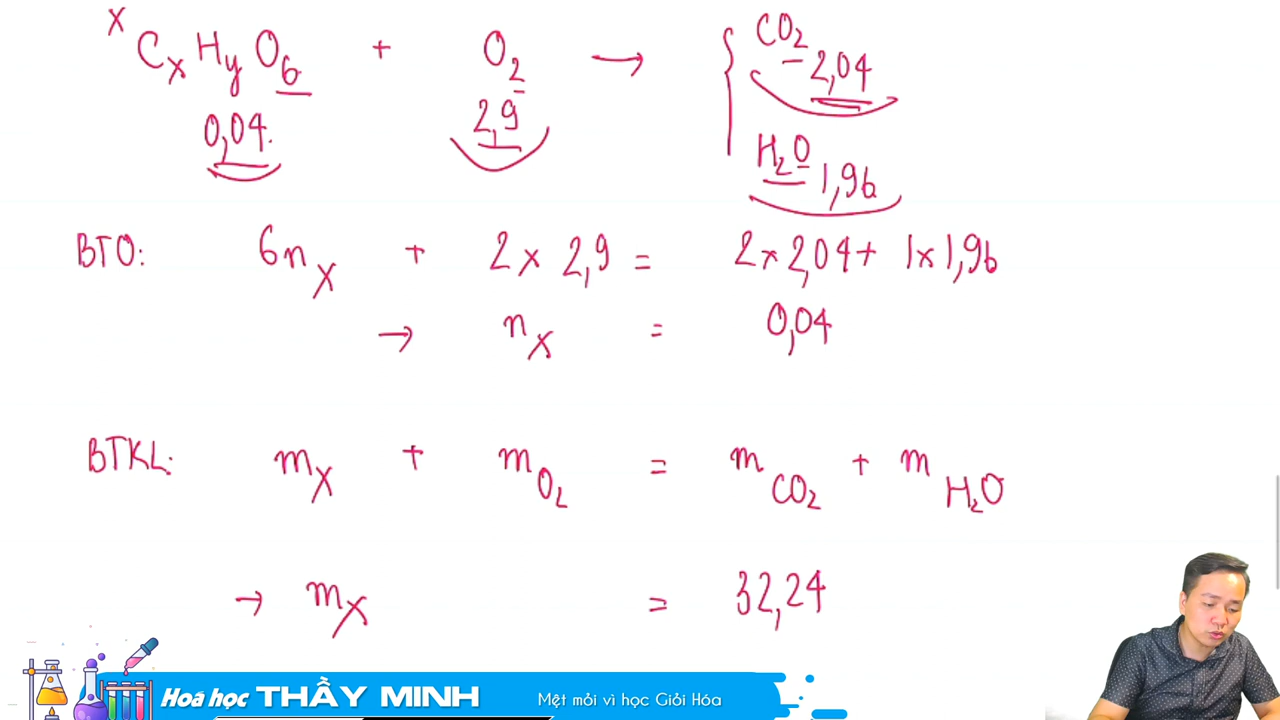 X
CxHyO6 + O2 → { CO2 - 2,04
0,04. 2,9 H2O 1,96
BTO: 6nX + 2 x 2,9 = 2 x 2,04 + 1 x 1,96
→ nX = 0,04
BTKL: mX + mO2 = mCO2 + mH2O
→ mX = 32,24
Hoá học THẦY MINH Mệt mỏi vì học Giỏi Hóa